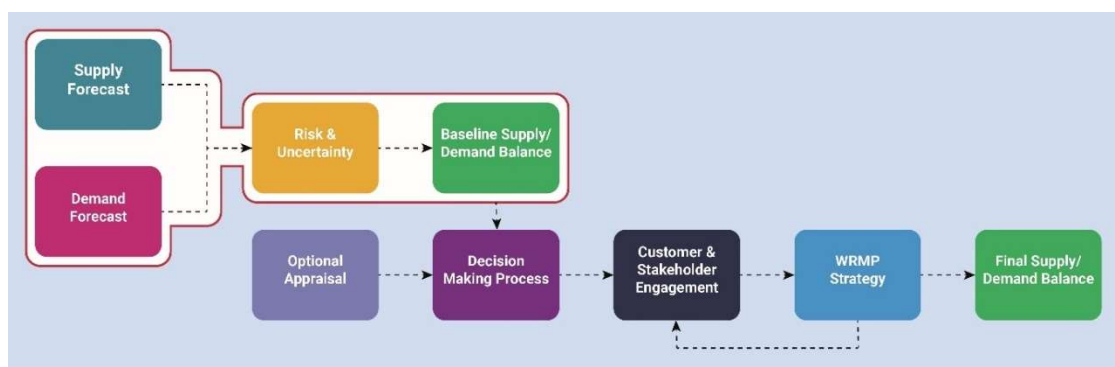 Supply
Forecast
Risk &
Uncertainty
Baseline Supply/
Demand Balance
Demand
Forecast
Optional
Appraisal
Decision
Making Process
Customer &
Stakeholder
Engagement
WRMP
Strategy
Final Supply/
Demand Balance